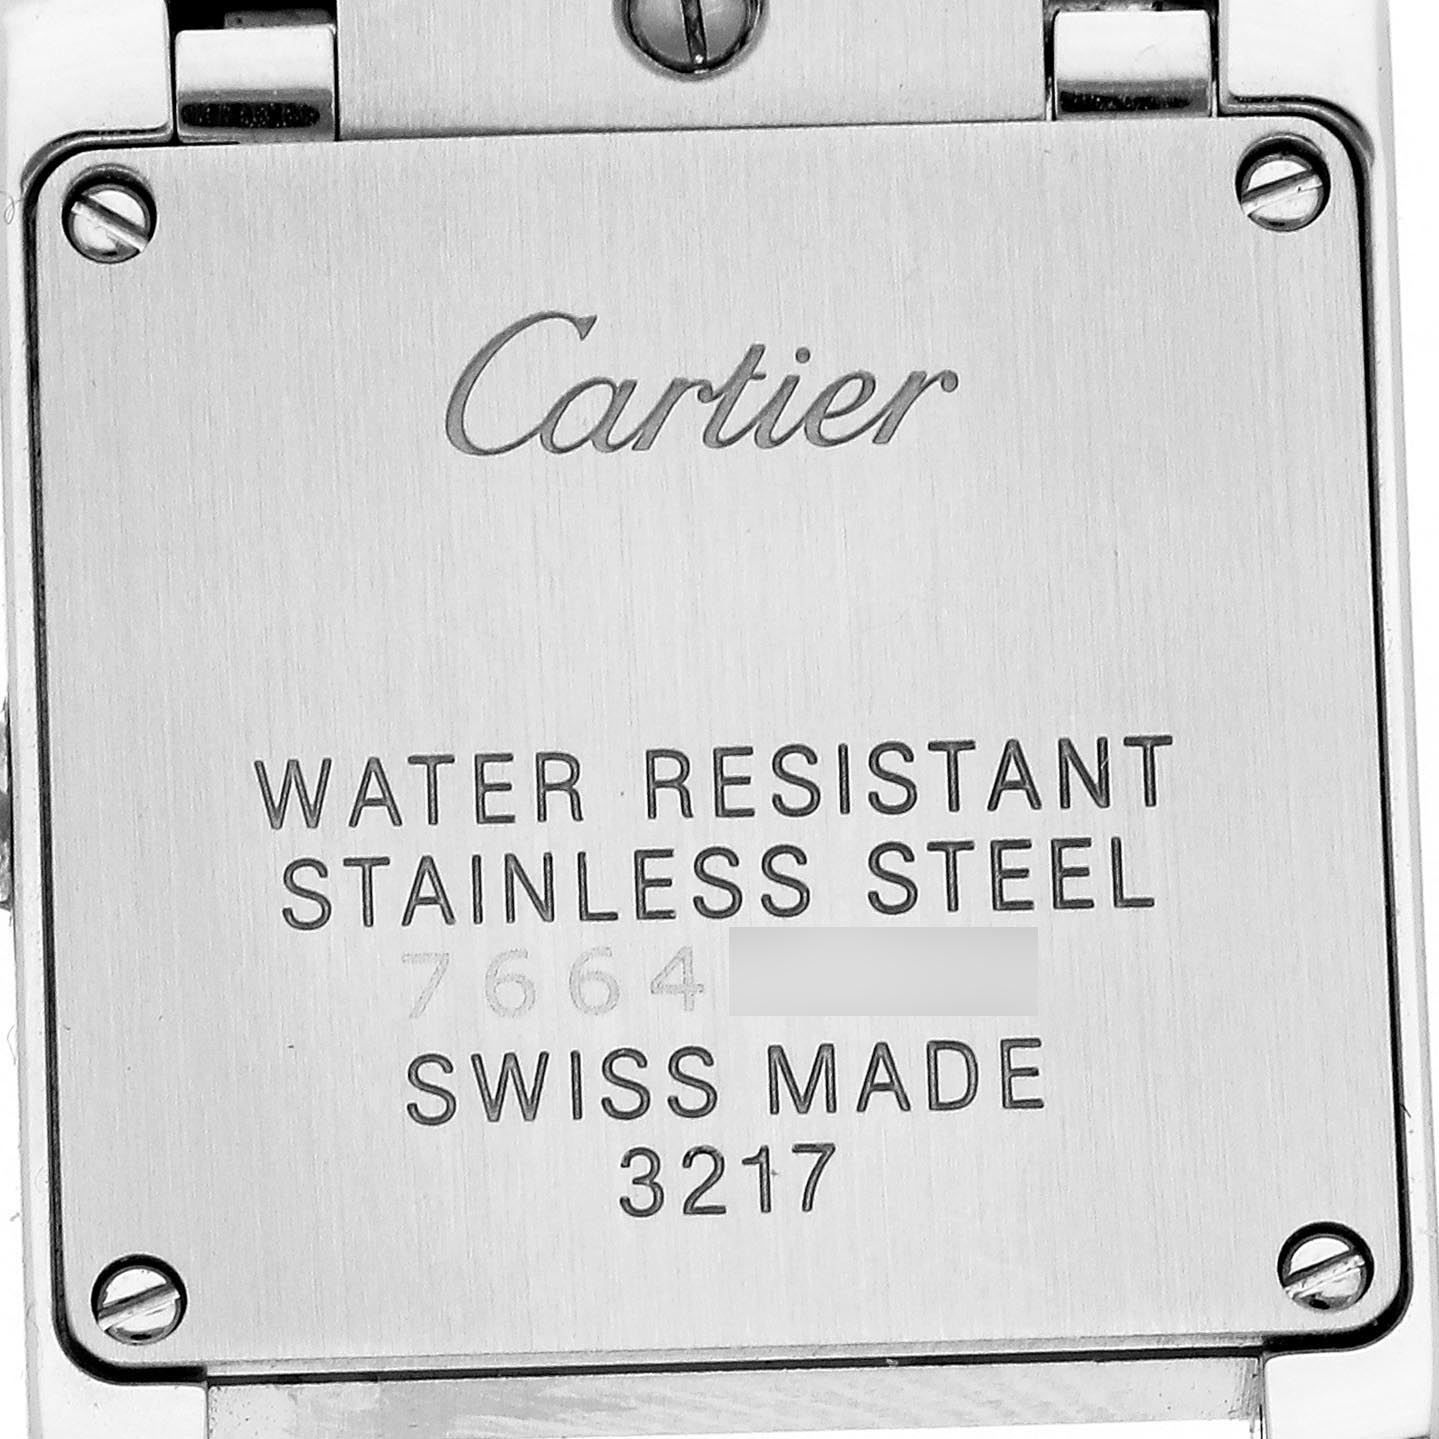 Cartier
WATER RESISTANT
STAINLESS STEEL
7664
SWISS MADE
3217